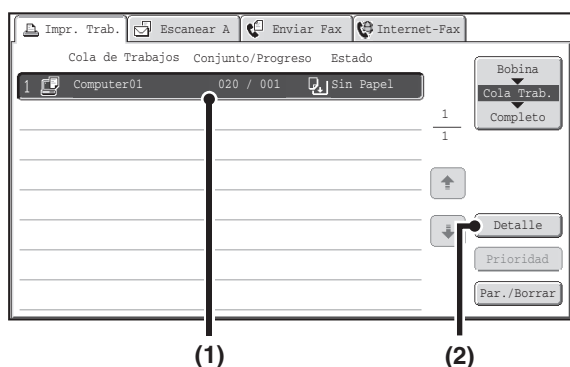 Impr. Trab. Escanear A Enviar Fax Internet-Fax
Cola de Trabajos Conjunto/Progreso Estado
1 Computer01 020 / 001 Sin Papel
Bobina
Cola Trab.
Completo
1
1
Detalle
Prioridad
Par./Borrar
(1) (2)